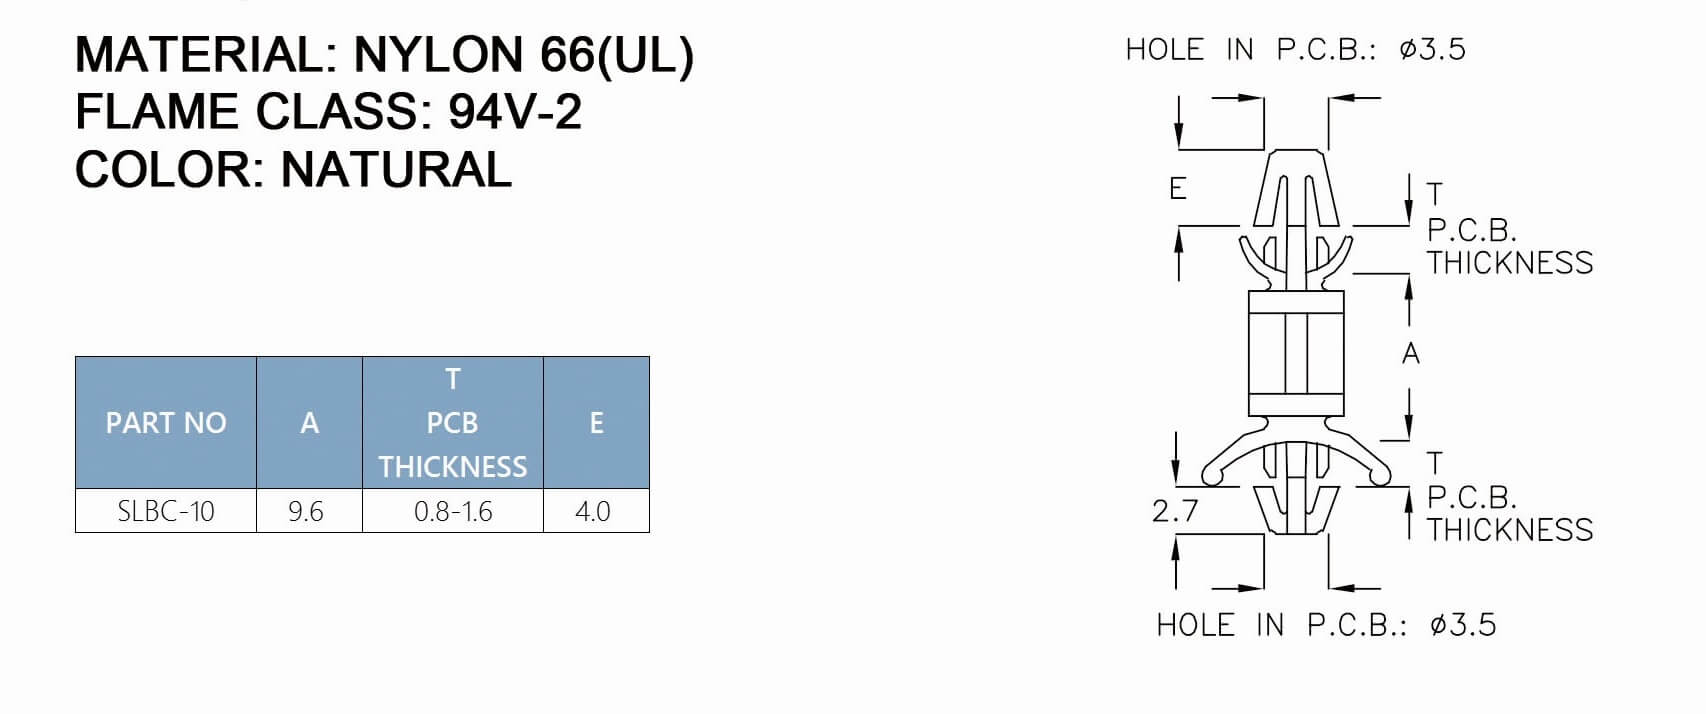 MATERIAL: NYLON 66(UL)
FLAME CLASS: 94V-2
COLOR: NATURAL
PART NO
A
T
PCB
THICKNESS
E
SLBC-10
9.6
0.8-1.6
4.0
HOLE IN P.C.B.: ø3.5
E
T
P.C.B.
THICKNESS
A
T
P.C.B.
THICKNESS
2.7
HOLE IN P.C.B.: ø3.5